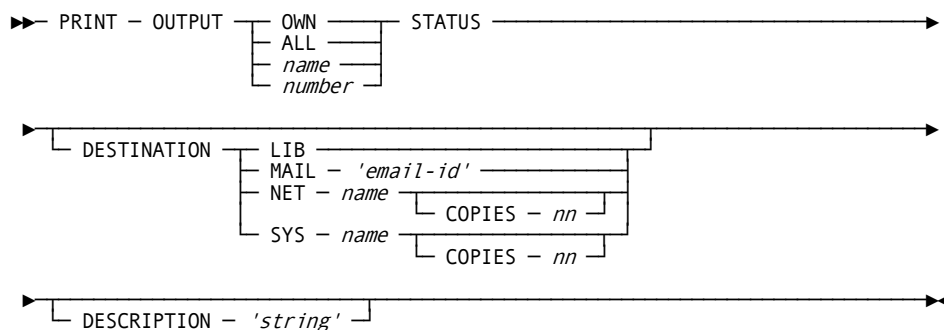 PRINT — OUTPUT OWN STATUS
ALL
name
number
DESTINATION LIB
MAIL — 'email-id'
NET — name
COPIES — nn
SYS — name
COPIES — nn
DESCRIPTION — 'string'